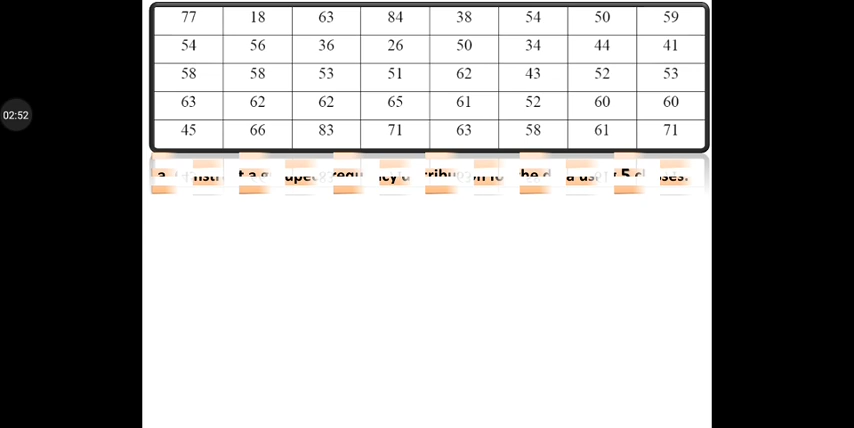 77 18 63 84 38 54 50 59
54 56 36 26 50 34 44 41
02:52
58 58 53 51 62 43 52 53
63 62 62 65 61 52 60 60
45 66 83 71 63 58 61 71
a 5